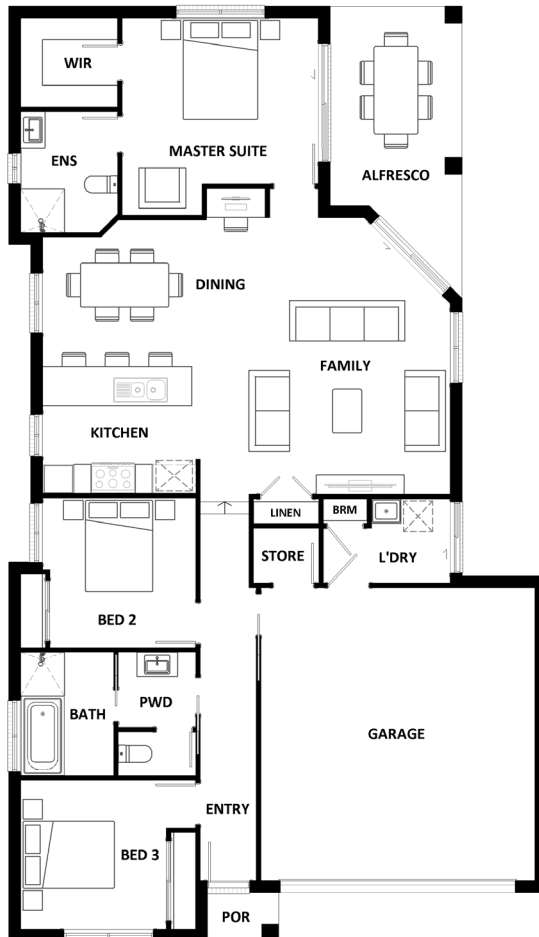 WIR
MASTER SUITE
ENS
ALFRESCO
DINING
FAMILY
KITCHEN
LINEN
BRM
STORE
L'DRY
BED 2
BATH
PWD
GARAGE
ENTRY
BED 3
POR